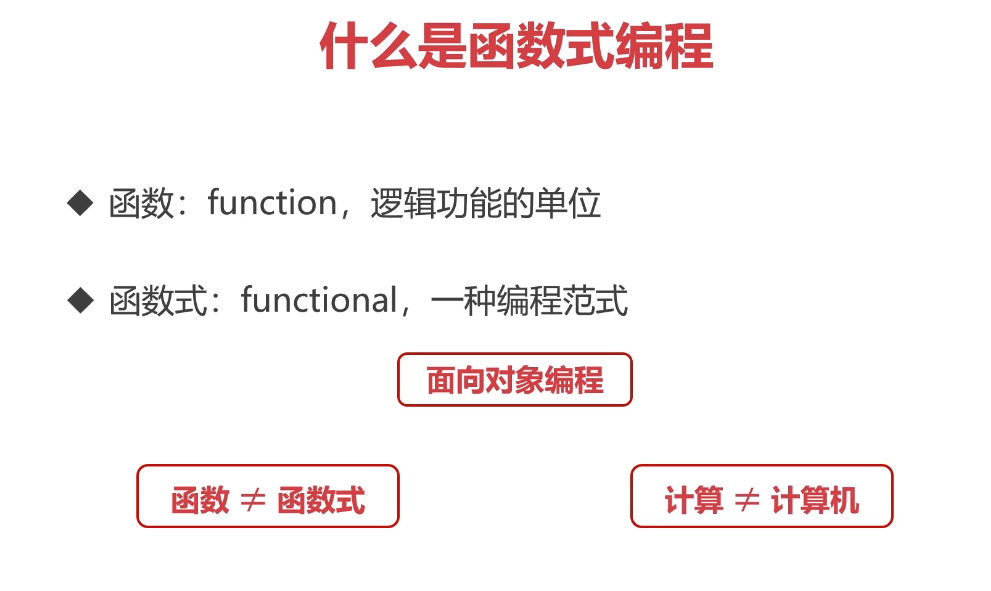 什么是函数式编程
◆ 函数：function，逻辑功能的单位
◆ 函数式：functional，一种编程范式
面向对象编程
函数 ≠ 函数式
计算 ≠ 计算机